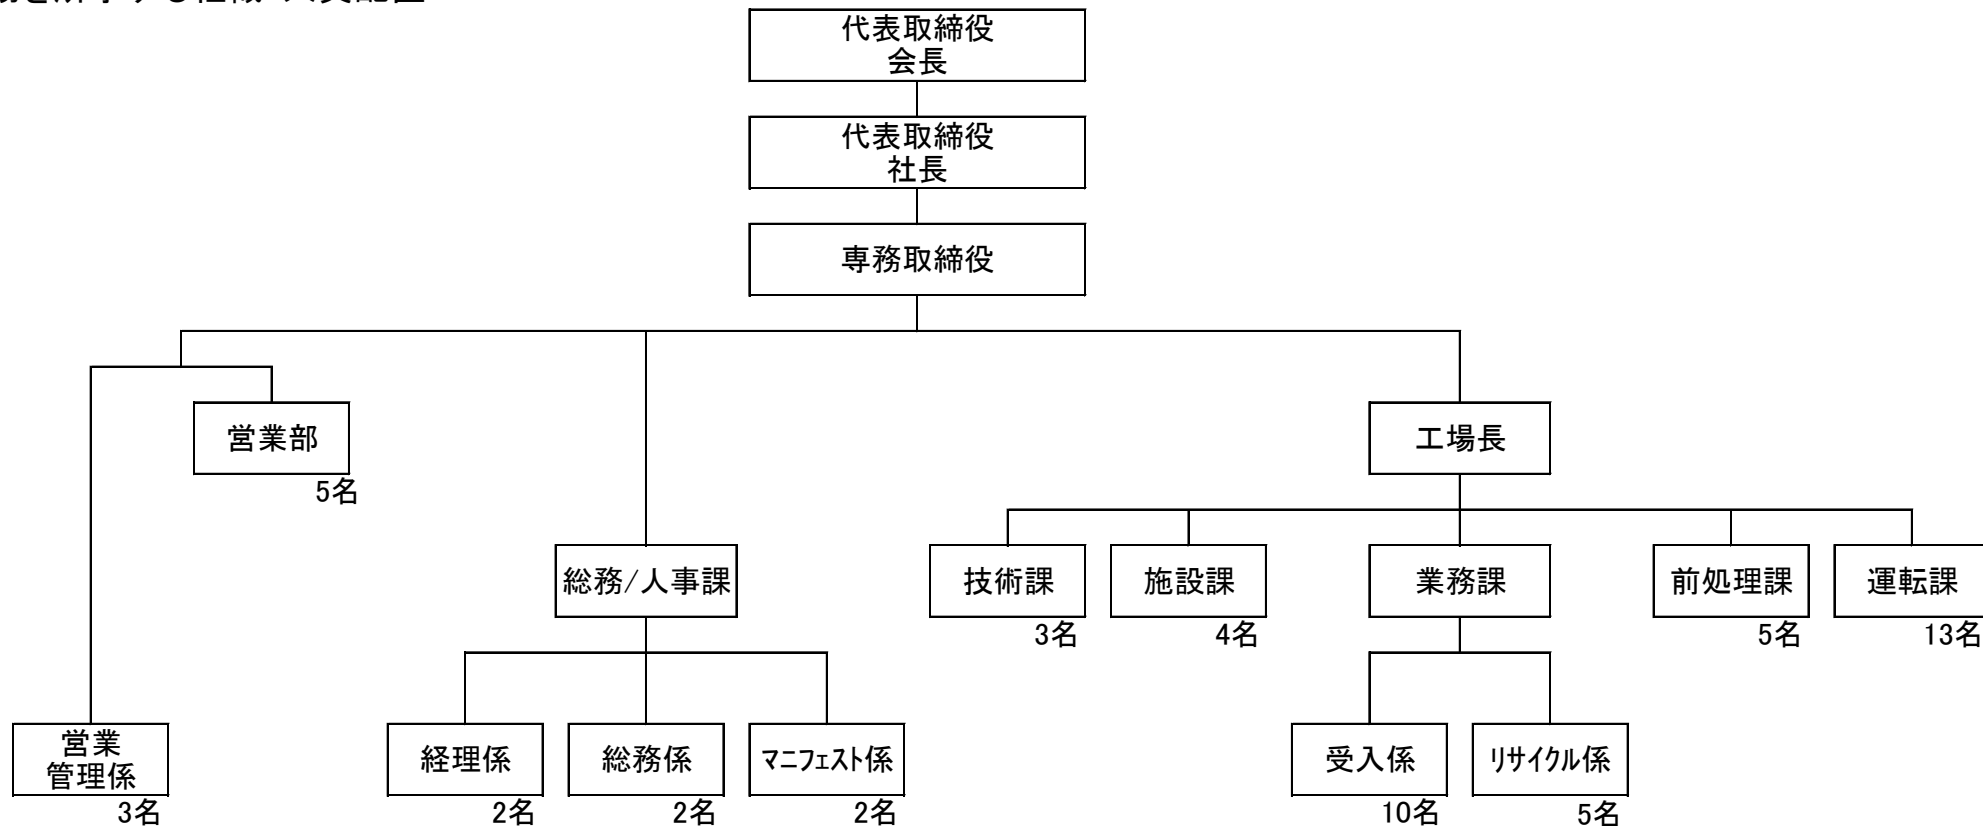 代表取締役
会長
代表取締役
社長
専務取締役
営業部
5名
工場長
総務/人事課
技術課
3名
施設課
4名
業務課
前処理課
5名
運転課
13名
営業
管理係
3名
経理係
2名
総務係
2名
マニフェスト係
2名
受入係
10名
リサイクル係
5名